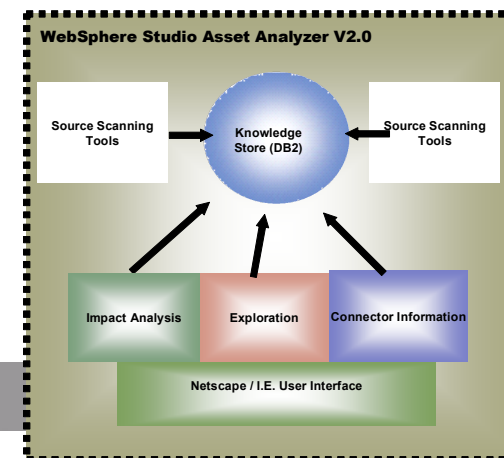 WebSphere Studio Asset Analyzer V2.0
Source Scanning
Tools
Knowledge
Store (DB2)
Source Scanning
Tools
Impact Analysis
Exploration
Connector Information
Netscape / I.E. User Interface